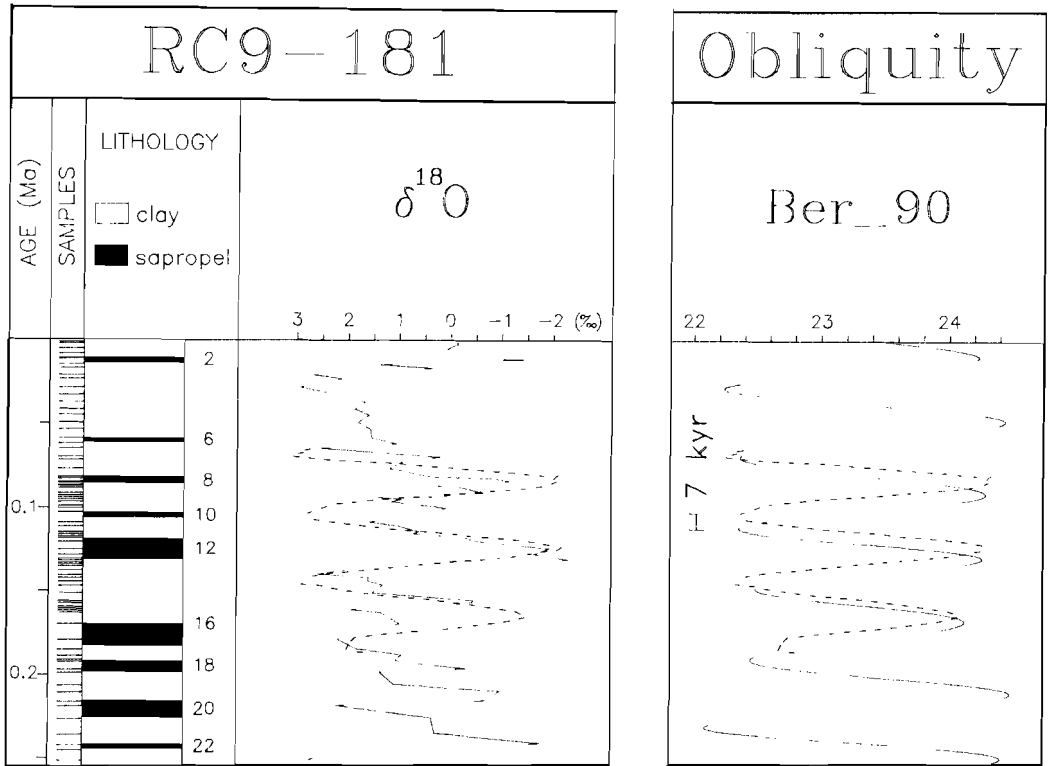 RC9-181
Obliquity
AGE (Ma)
SAMPLES
LITHOLOGY
clay
sapropel
δ18O
Ber_90
3 2 1 0 -1 -2 (‰)
22 23 24
2
6
8
0.1
10
12
16
0.2
18
20
22
7 kyr